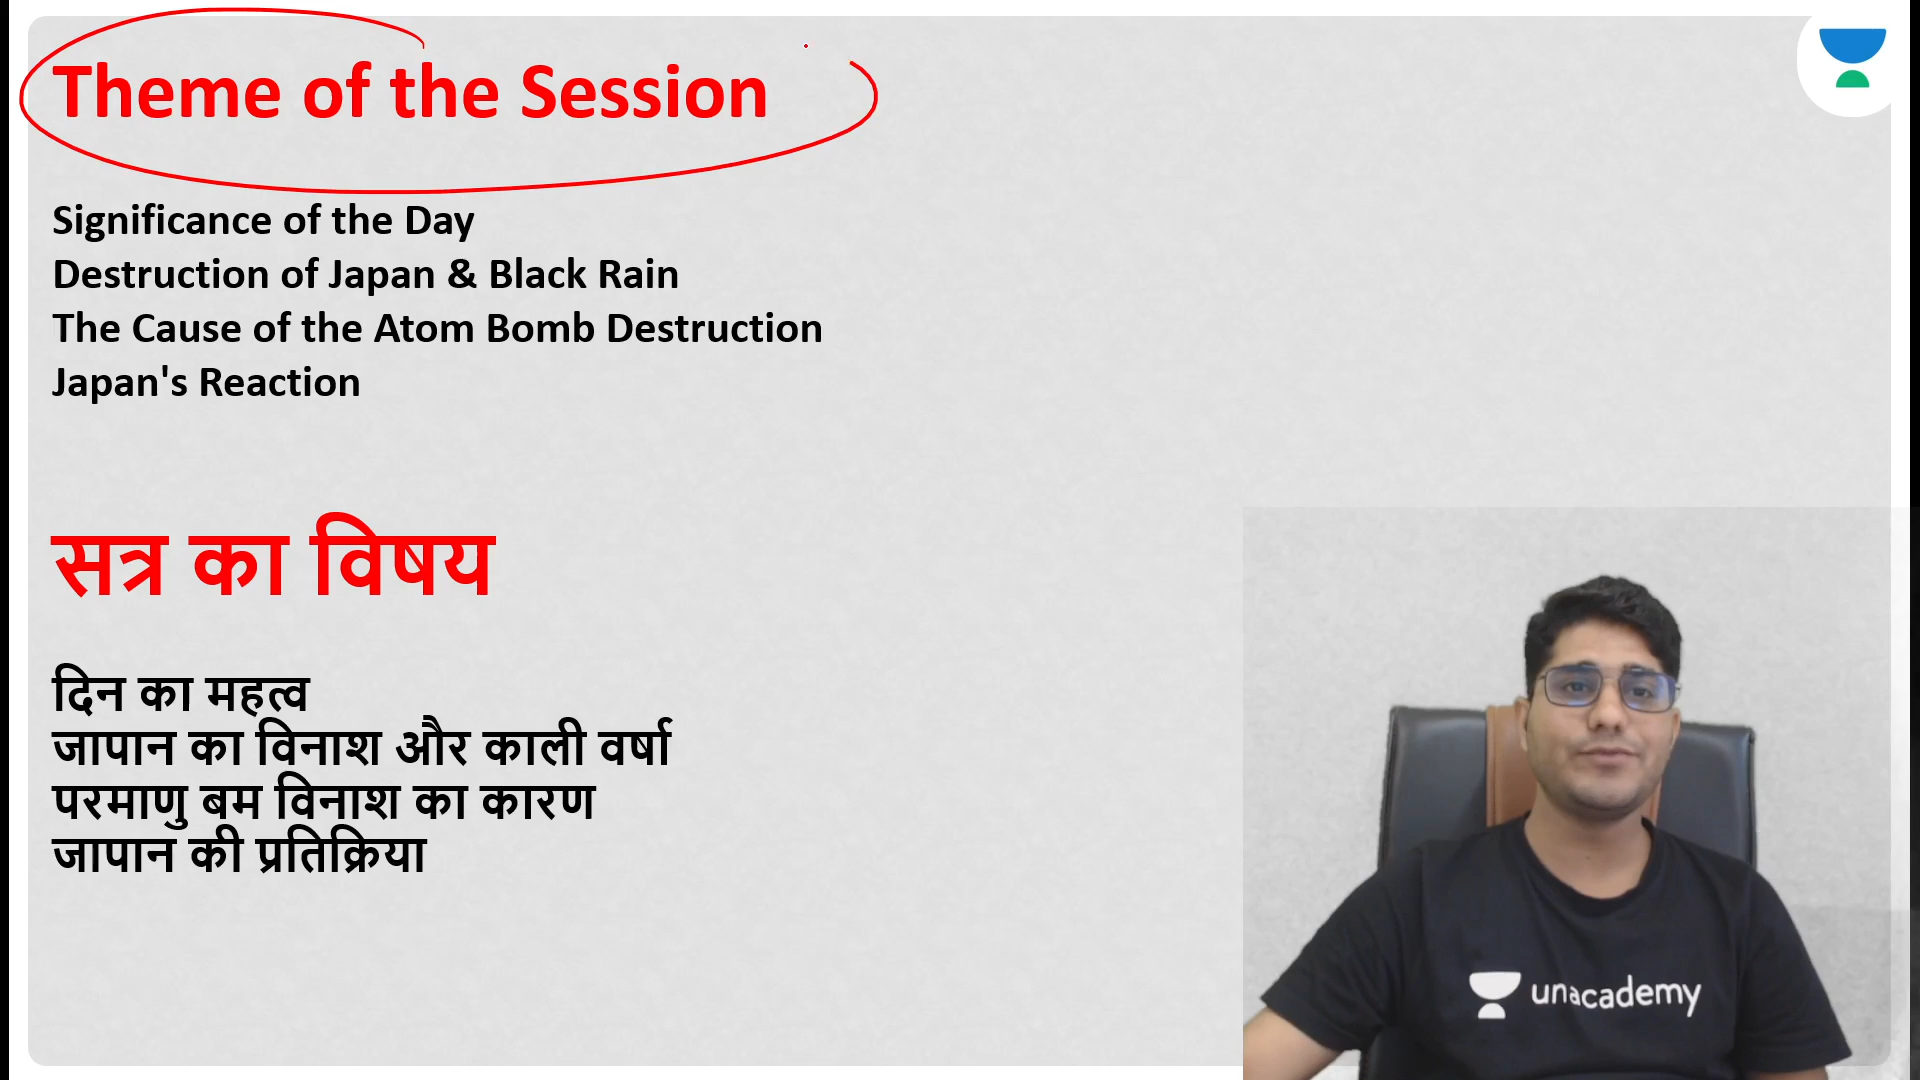 Theme of the Session
Significance of the Day
Destruction of Japan & Black Rain
The Cause of the Atom Bomb Destruction
Japan's Reaction
सत्र का विषय
दिन का महत्व
जापान का विनाश और काली वर्षा
परमाणु बम विनाश का कारण
जापान की प्रतिक्रिया
unacademy